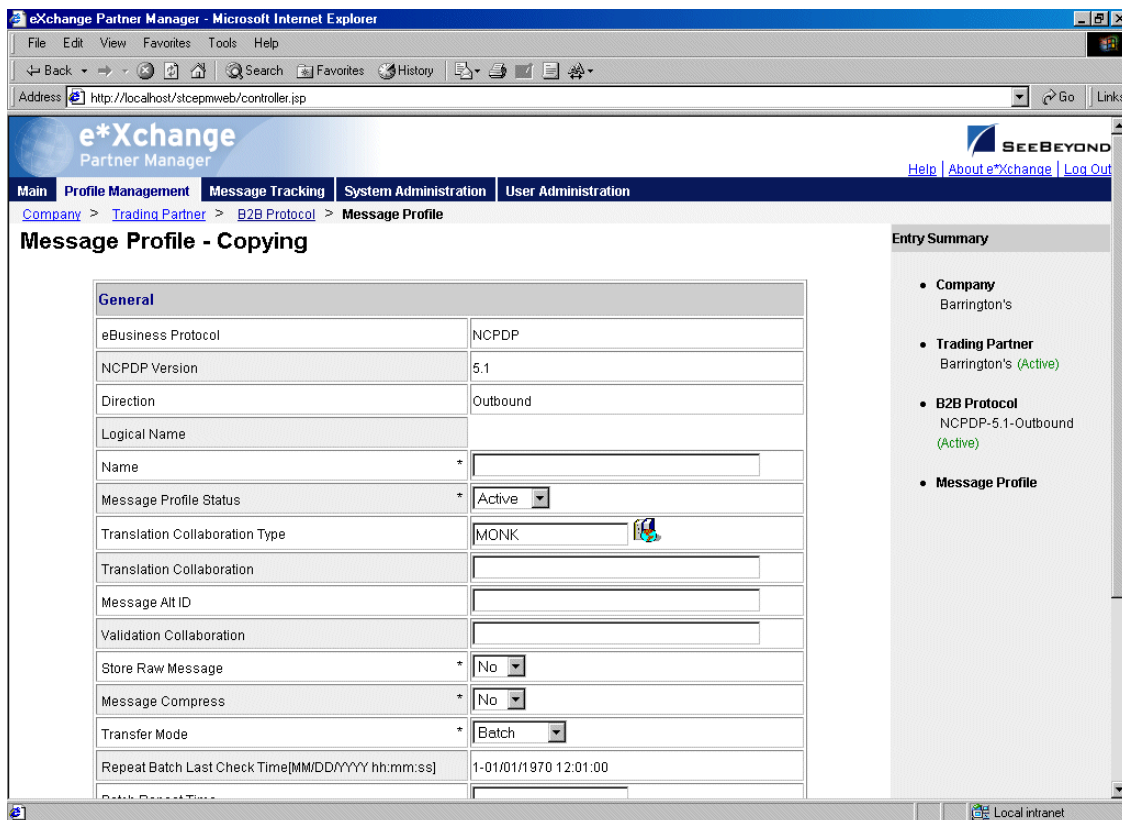 eXchange Partner Manager - Microsoft Internet Explorer
File Edit View Favorites Tools Help
Back Search Favorites History
Address http://localhost/stcepmweb/controller.jsp Go Links
e*Xchange
Partner Manager
SEEBEYOND
Help | About e*Xchange | Log Out
Main Profile Management Message Tracking System Administration User Administration
Company > Trading Partner > B2B Protocol > Message Profile
Message Profile - Copying
General
eBusiness Protocol NCPDP
NCPDP Version 5.1
Direction Outbound
Logical Name
Name *
Message Profile Status * Active
Translation Collaboration Type MONK
Translation Collaboration
Message Alt ID
Validation Collaboration
Store Raw Message * No
Message Compress * No
Transfer Mode * Batch
Repeat Batch Last Check Time[MM/DD/YYYY hh:mm:ss] 1-01/01/1970 12:01:00
Batch Repeat Time
Entry Summary
• Company
Barrington's
• Trading Partner
Barrington's (Active)
• B2B Protocol
NCPDP-5.1-Outbound
(Active)
• Message Profile
Local intranet